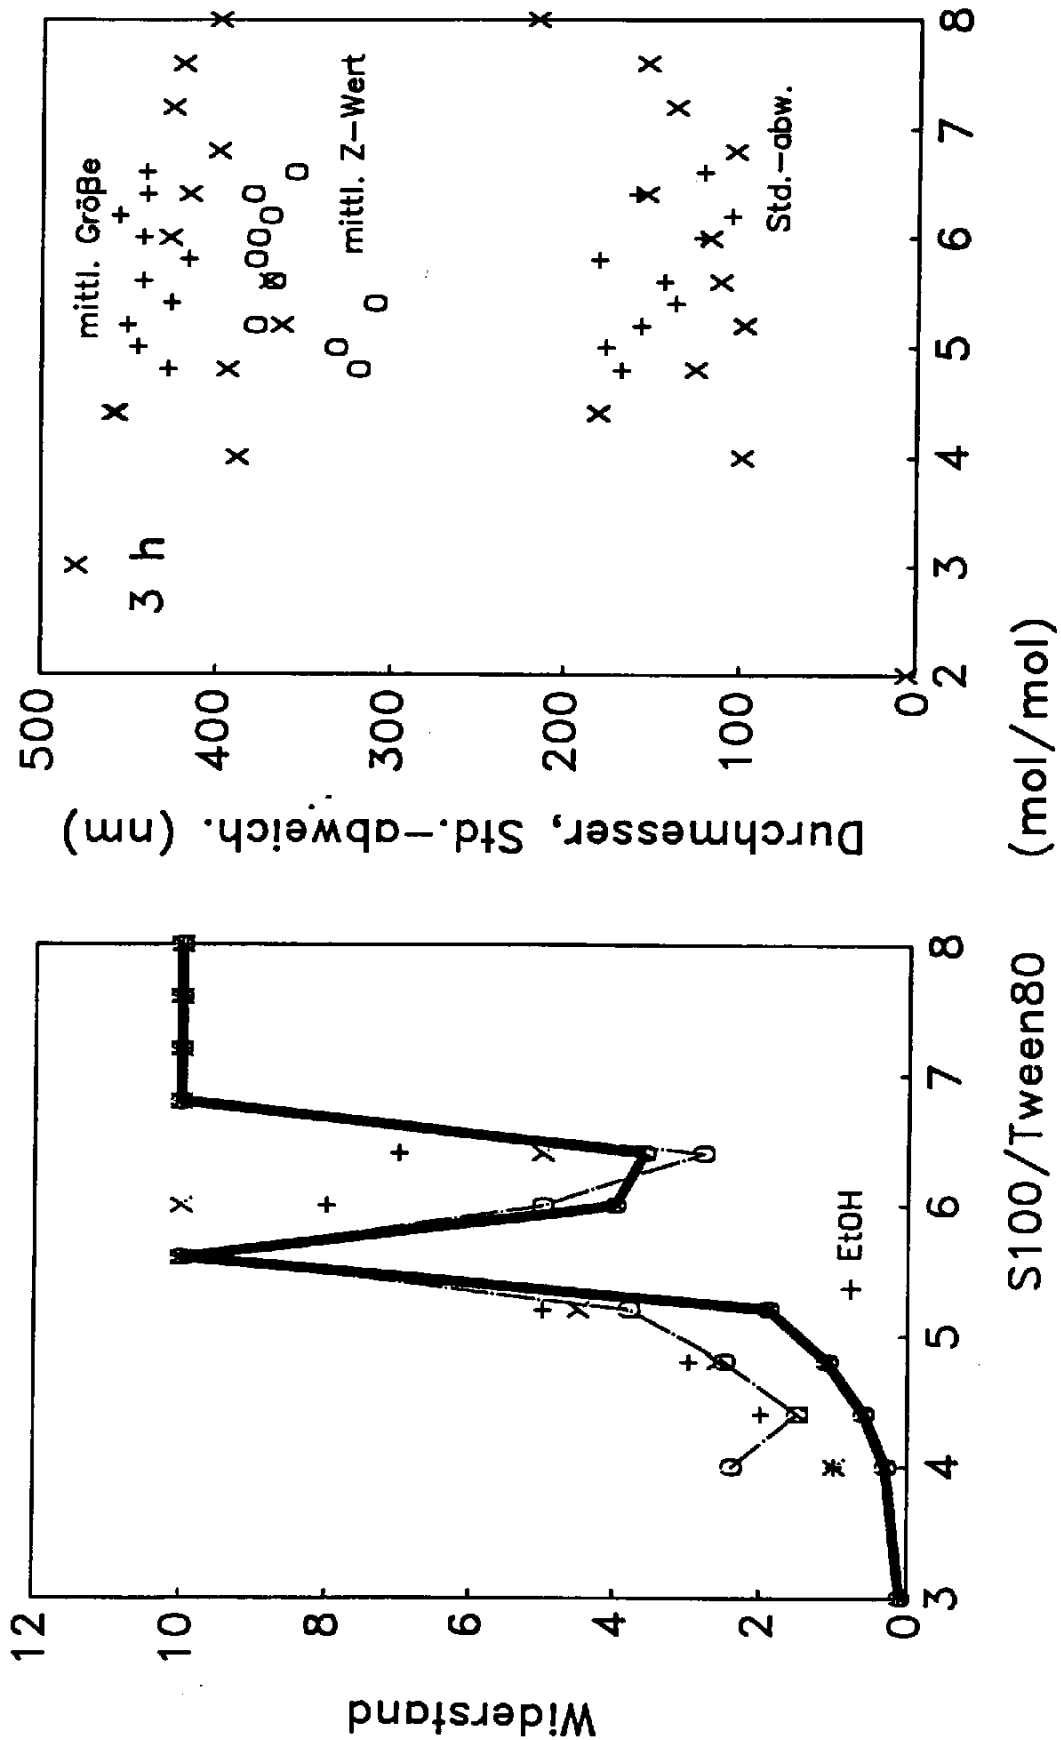 Widerstand
12
10
8
6
4
2
0
3 4 5 6 7 8
+ EtOH
Durchmesser, Std.-abweich. (nm)
500
400
300
200
100
0
2 3 4 5 6 7 8
3 h
mittl. Größe
mittl. Z-Wert
Std.-abw.
S100/Tween80 (mol/mol)